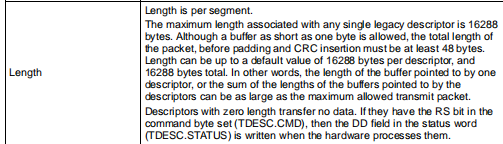 Length is per segment.
The maximum length associated with any single legacy descriptor is 16288
bytes. Although a buffer as short as one byte is allowed, the total length of
the packet, before padding and CRC insertion must be at least 48 bytes.
Length can be up to a default value of 16288 bytes per descriptor, and
16288 bytes total. In other words, the length of the buffer pointed to by one
descriptor, or the sum of the lengths of the buffers pointed to by the
descriptors can be as large as the maximum allowed transmit packet.
Descriptors with zero length transfer no data. If they have the RS bit in the
command byte set (TDESC.CMD), then the DD field in the status word
(TDESC.STATUS) is written when the hardware processes them.
Length